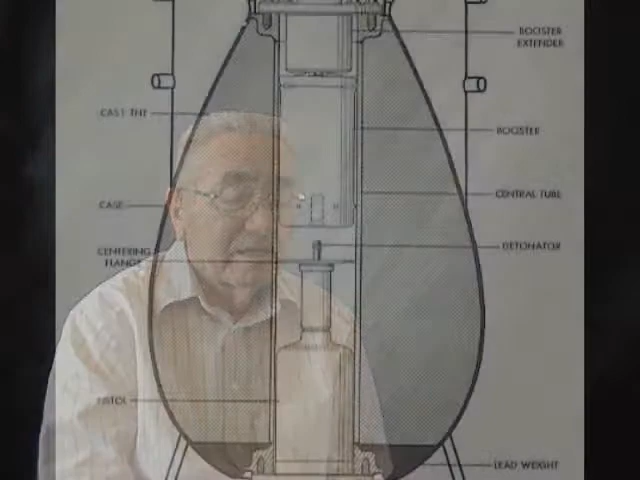 BOOSTER
EXTENDER
CAST TNT
BOOSTER
CENTRAL TUBE
CASE
DETONATOR
CENTERING
FLANGE
PISTOL
LEAD WEIGHT